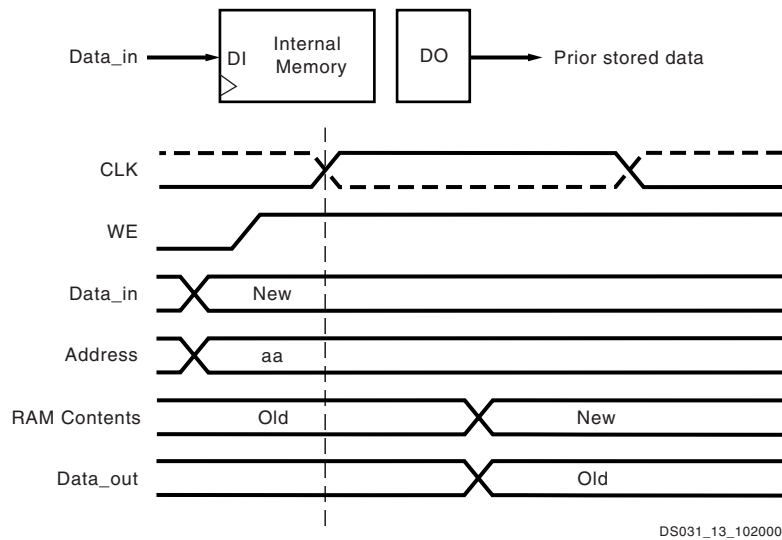 Data_in
DI
Internal
Memory
DO
Prior stored data
CLK
WE
Data_in
New
Address
aa
RAM Contents
Old
New
Data_out
Old
DS031_13_102000